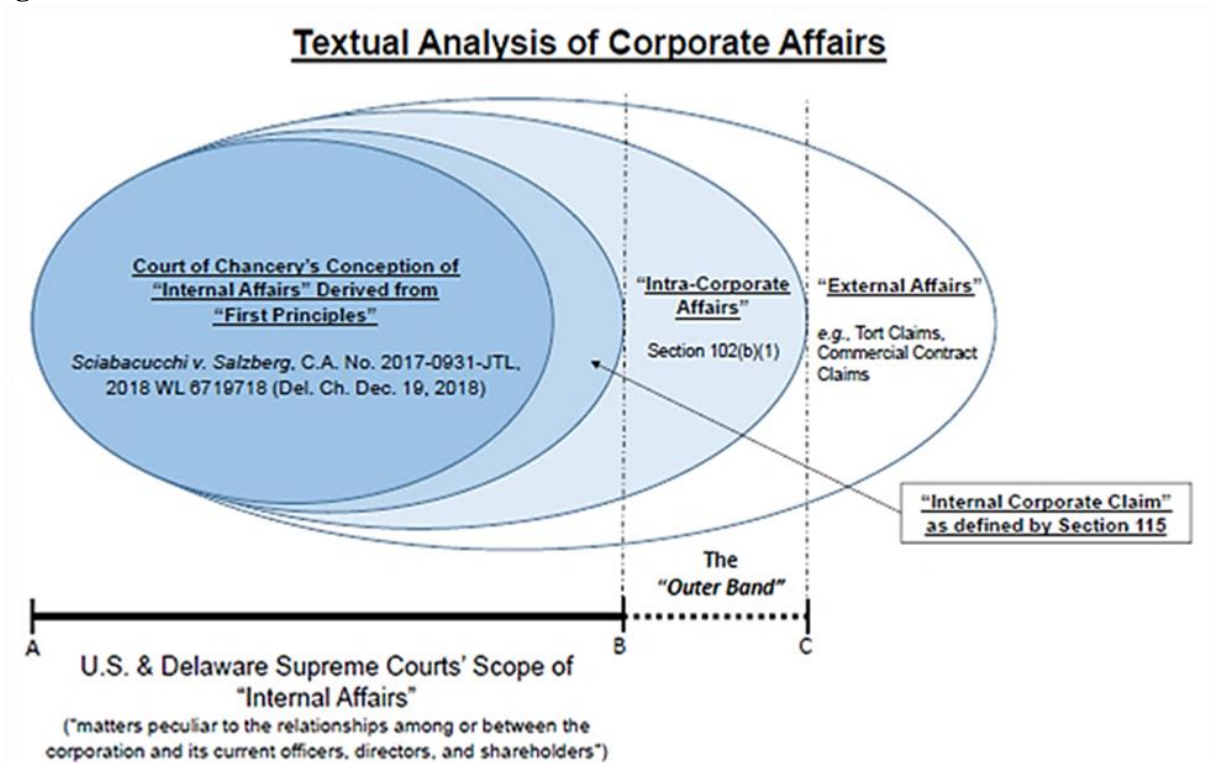 Textual Analysis of Corporate Affairs
Court of Chancery's Conception of
"Internal Affairs" Derived from
"First Principles"
Sciabacucchi v. Salzberg, C.A. No. 2017-0931-JTL,
2018 WL 6719718 (Del. Ch. Dec. 19, 2018)
"Intra-Corporate
Affairs"
Section 102(b)(1)
"External Affairs"
e.g., Tort Claims,
Commercial Contract
Claims
"Internal Corporate Claim"
as defined by Section 115
The
"Outer Band"
A
B
C
U.S. & Delaware Supreme Courts' Scope of
"Internal Affairs"
("matters peculiar to the relationships among or between the
corporation and its current officers, directors, and shareholders")